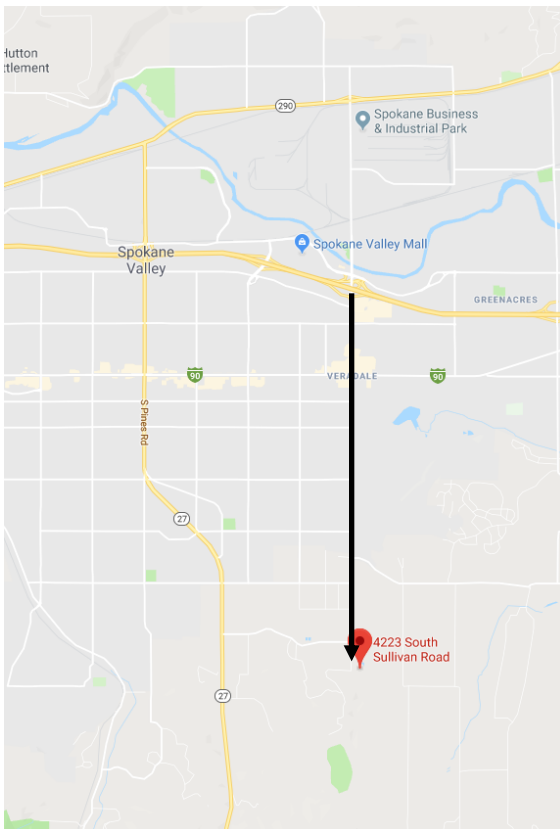 Hutton
ttlement
290
Spokane Business
& Industrial Park
Spokane Valley Mall
Spokane
Valley
GREENACRES
90
VERADALE
90
S Pines Rd
27
4223 South
Sullivan Road
27